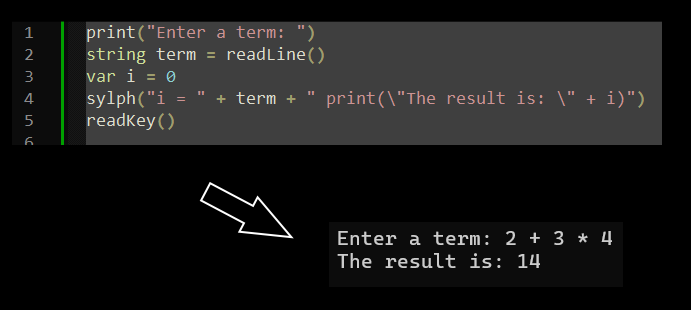 1 print("Enter a term: ")
2 string term = readLine()
3 var i = 0
4 sylph("i = " + term + " print(\"The result is: \" + i)")
5 readKey()
6
Enter a term: 2 + 3 * 4
The result is: 14